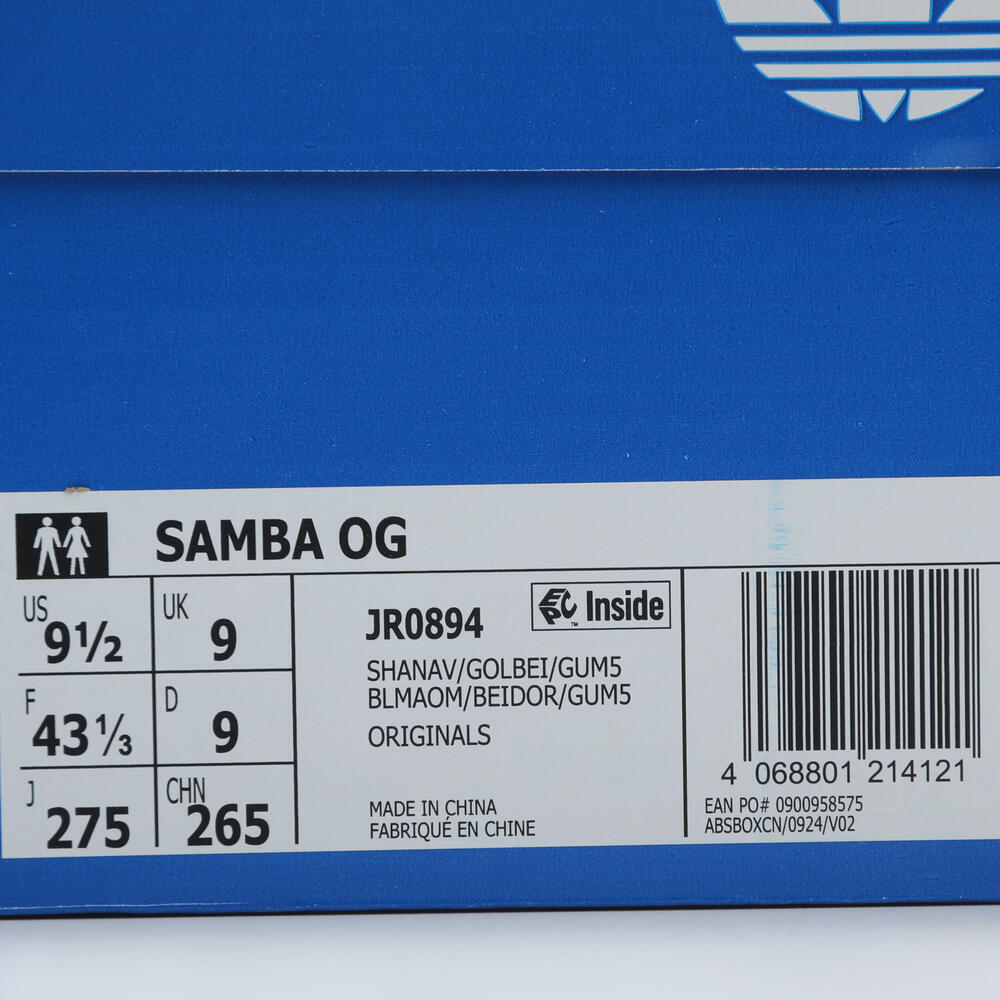 SAMBA OG
US 9½ UK 9
F 43⅓ D 9
J 275 CHN 265
JR0894 EPC™ Inside
SHANAV/GOLBEI/GUM5
BLMAOM/BEIDOR/GUM5
ORIGINALS
MADE IN CHINA
FABRIQUÉ EN CHINE
4 068801 214121
EAN PO# 0900958575
ABSBOXCN/0924/V02